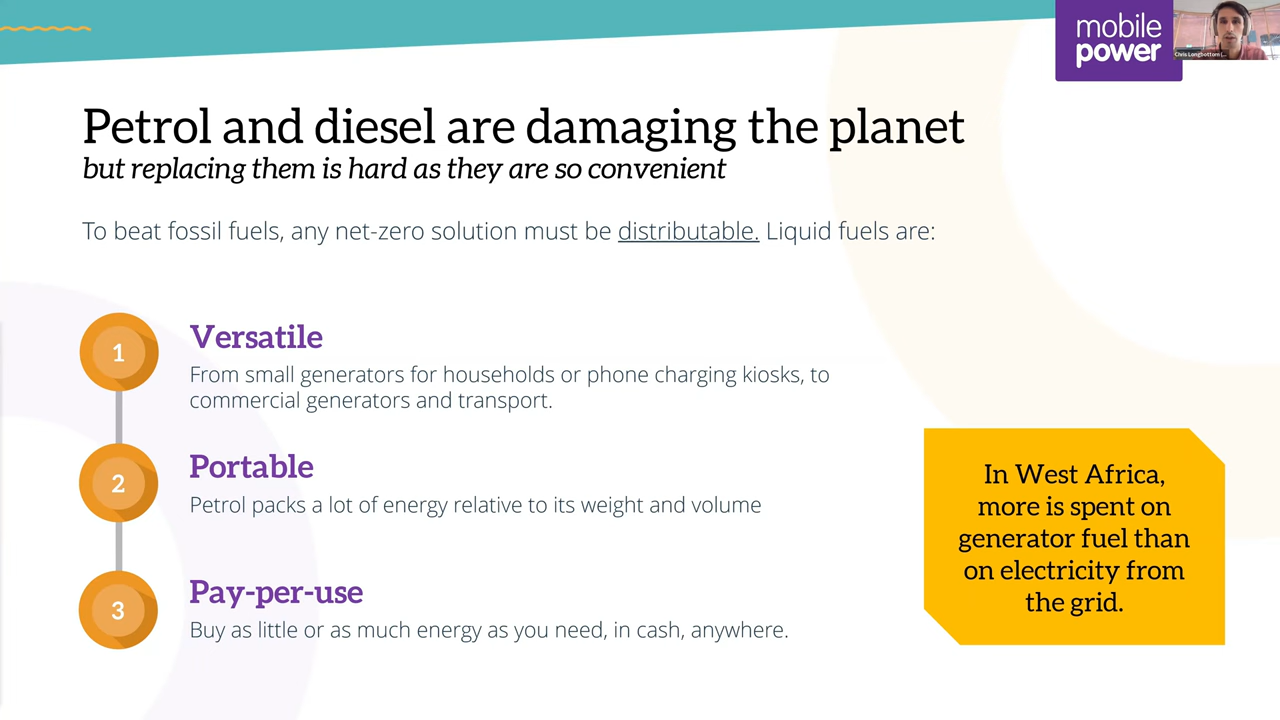 mobile
power
Chris Longbottom |...
Petrol and diesel are damaging the planet
but replacing them is hard as they are so convenient
To beat fossil fuels, any net-zero solution must be distributable. Liquid fuels are:
1
Versatile
From small generators for households or phone charging kiosks, to
commercial generators and transport.
2
Portable
Petrol packs a lot of energy relative to its weight and volume
3
Pay-per-use
Buy as little or as much energy as you need, in cash, anywhere.
In West Africa,
more is spent on
generator fuel than
on electricity from
the grid.